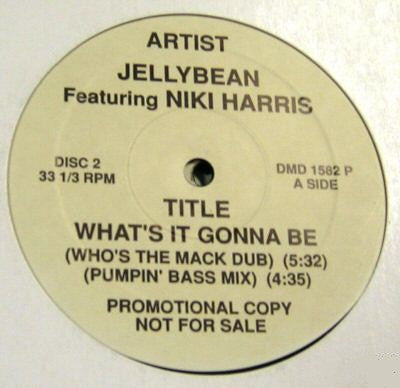 ARTIST
JELLYBEAN
Featuring NIKI HARRIS
DISC 2
33 1/3 RPM
DMD 1582 P
A SIDE
TITLE
WHAT'S IT GONNA BE
(WHO'S THE MACK DUB) (5:32)
(PUMPIN' BASS MIX) (4:35)
PROMOTIONAL COPY
NOT FOR SALE